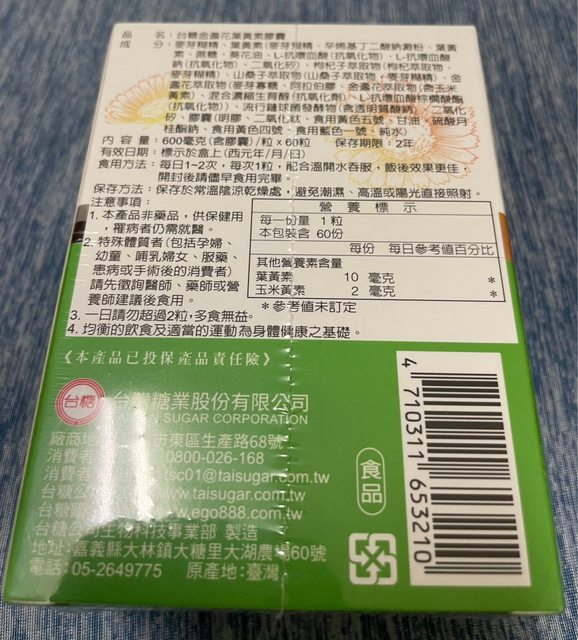 品名:台糖金盞花葉黃素膠囊
成分:麥芽糊精、葉黃素(麥芽糊精、辛烯基丁二酸鈉澱粉、葉黃
素、蔗糖、葵花油、L-抗壞血酸(抗氧化物)、L-抗壞血酸
鈉(抗氧化物)、二氧化矽)、枸杞子萃取物(枸杞萃取物、
麥芽糊精)、山桑子萃取物(山桑子萃取物、麥芽糊精)、金
盞花萃取物(麥芽寡糖、阿拉伯膠、金盞花萃取物(含玉米
黃素)、混合濃縮生育醇(抗氧化劑)、L-抗壞血酸棕櫚酸酯
(抗氧化物))、流行鏈球菌發酵物(含透明質酸鈉)、二氧化
矽、膠囊(明膠、二氧化鈦、食用黃色五號、甘油、硫酸月
桂酯鈉、食用黃色四號、食用藍色一號、純水)
內容量:600毫克(含膠囊)/粒×60粒 保存期限:2年
有效日期:標示於盒上(西元年/月/日)
食用方法:每日1~2次,每次1粒,配合溫開水吞服,飯後效果更佳,
開封後請儘早食用完畢。
保存方法:保存於常溫陰涼乾燥處,避免潮濕、高溫或陽光直接照射。
注意事項:
1. 本產品非藥品,供保健用
,罹病者仍需就醫。
2. 特殊體質者(包括孕婦、
幼童、哺乳婦女、服藥、
患病或手術後的消費者)
請先徵詢醫師、藥師或營
養師建議後食用。
3. 一日請勿超過2粒,多食無益。
4. 均衡的飲食及適當的運動為身體健康之基礎。
營養標示
每一份量 1 粒
本包裝含 60份
每份 每日參考值百分比
其他營養素含量
葉黃素 10 毫克 *
玉米黃素 2 毫克 *
*參考值未訂定
《本產品已投保產品責任險》
台糖
台灣糖業股份有限公司
SUGAR CORPORATION
廠商地 市東區生產路68號
消費者 0800-026-168
消費者 tsc01@taisugar.com.tw
台糖 www.taisugar.com.tw
台糖 www.ego888.com.tw
台糖公司生物科技事業部 製造
地址:嘉義縣大林鎮大糖里大湖農場60號
電話:05-2649775 原產地:臺灣
食品
4 710311 653210